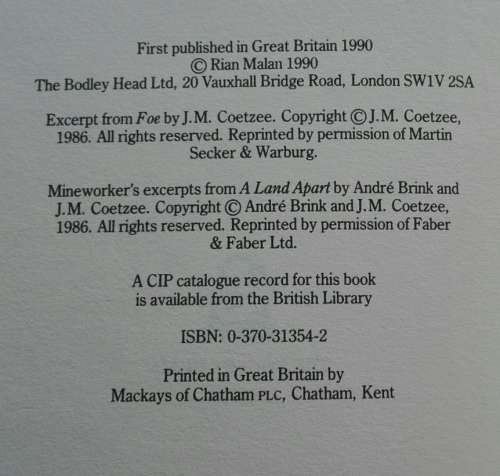 First published in Great Britain 1990
© Rian Malan 1990
The Bodley Head Ltd, 20 Vauxhall Bridge Road, London SW1V 2SA
Excerpt from Foe by J.M. Coetzee. Copyright © J.M. Coetzee,
1986. All rights reserved. Reprinted by permission of Martin
Secker & Warburg.
Mineworker's excerpts from A Land Apart by André Brink and
J.M. Coetzee. Copyright © André Brink and J.M. Coetzee,
1986. All rights reserved. Reprinted by permission of Faber
& Faber Ltd.
A CIP catalogue record for this book
is available from the British Library
ISBN: 0-370-31354-2
Printed in Great Britain by
Mackays of Chatham PLC, Chatham, Kent